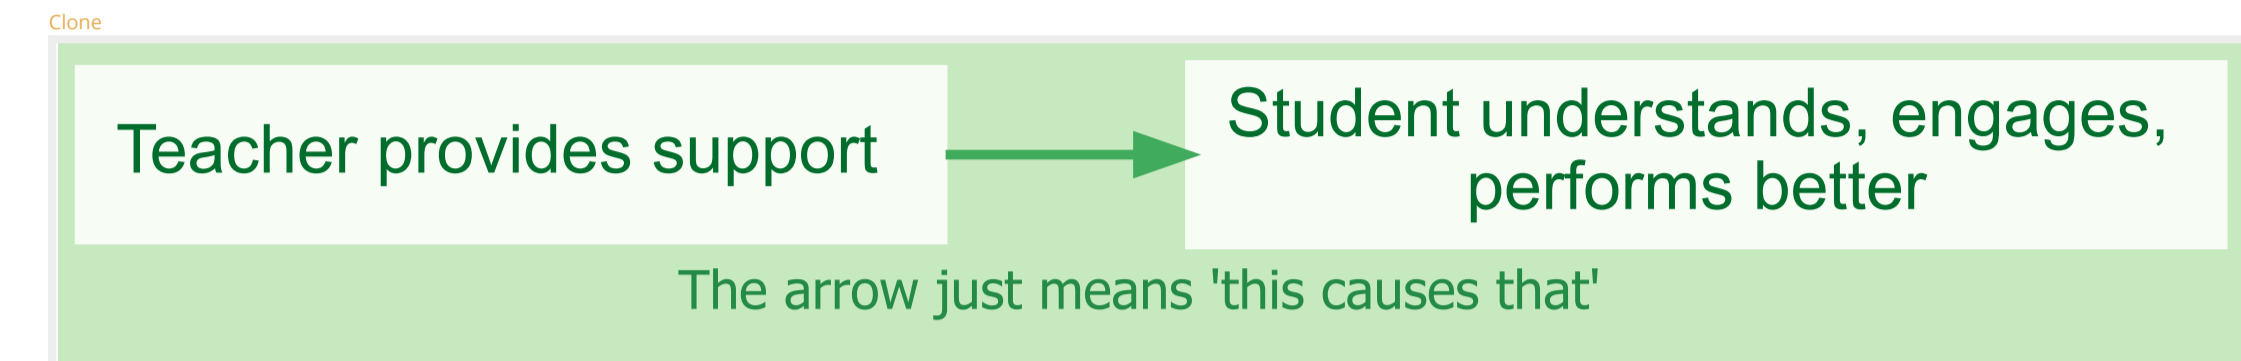 Clone
Teacher provides support
Student understands, engages,
performs better
The arrow just means 'this causes that'